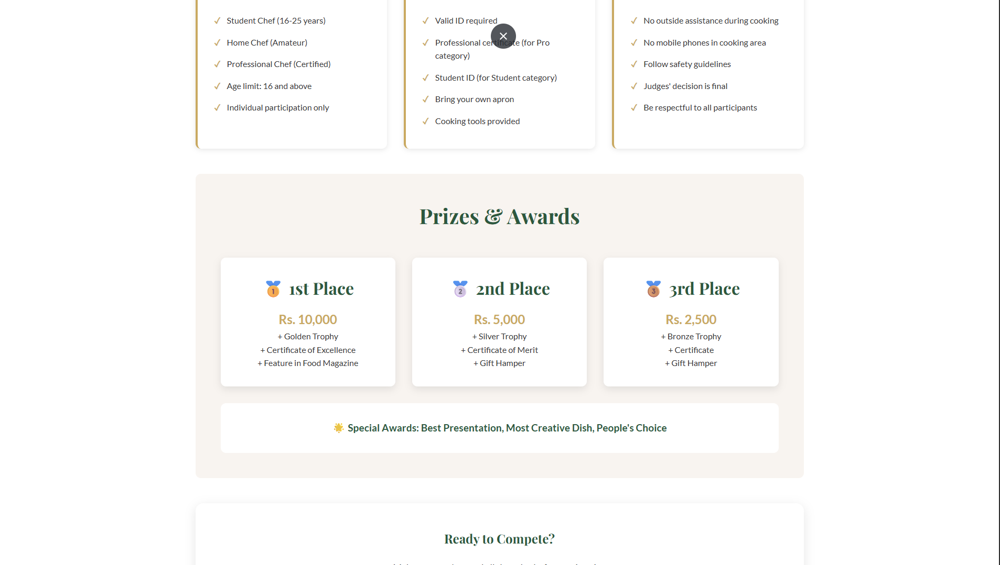 ✓ Student Chef (16-25 years)
✓ Home Chef (Amateur)
✓ Professional Chef (Certified)
✓ Age limit: 16 and above
✓ Individual participation only
✓ Valid ID required
✓ Professional certificate (for Pro
category)
✓ Student ID (for Student category)
✓ Bring your own apron
✓ Cooking tools provided
✓ No outside assistance during cooking
✓ No mobile phones in cooking area
✓ Follow safety guidelines
✓ Judges' decision is final
✓ Be respectful to all participants
Prizes & Awards
🥇 1st Place
Rs. 10,000
+ Golden Trophy
+ Certificate of Excellence
+ Feature in Food Magazine
🥈 2nd Place
Rs. 5,000
+ Silver Trophy
+ Certificate of Merit
+ Gift Hamper
🥉 3rd Place
Rs. 2,500
+ Bronze Trophy
+ Certificate
+ Gift Hamper
🌟 Special Awards: Best Presentation, Most Creative Dish, People's Choice
Ready to Compete?